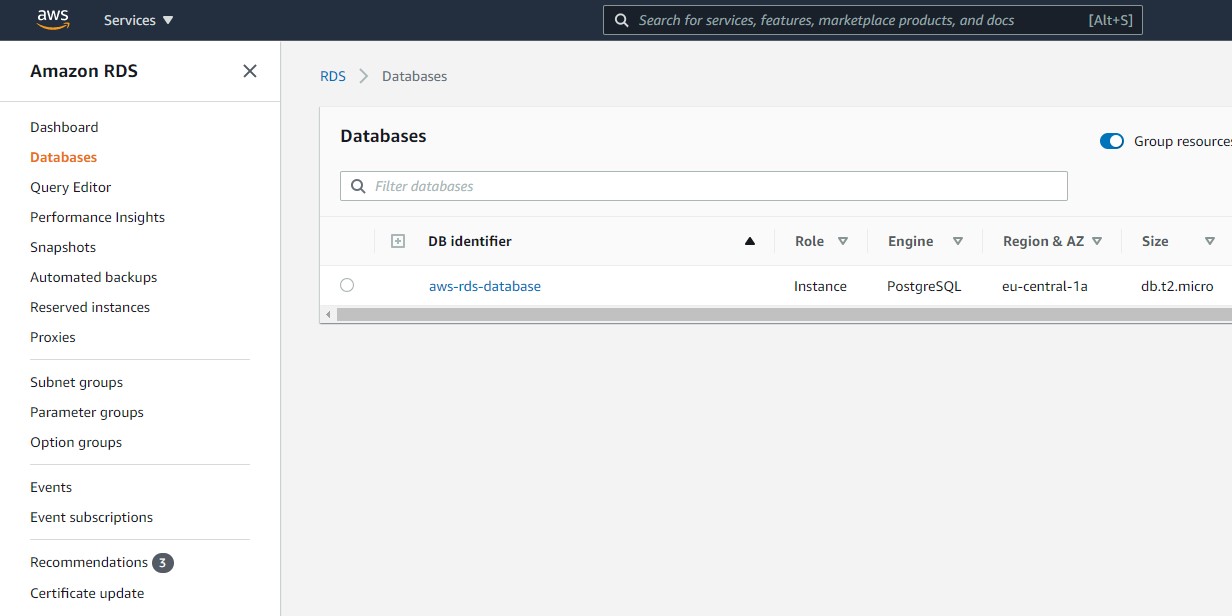 aws
Services
Search for services, features, marketplace products, and docs [Alt+S]
Amazon RDS
Dashboard
Databases
Query Editor
Performance Insights
Snapshots
Automated backups
Reserved instances
Proxies
Subnet groups
Parameter groups
Option groups
Events
Event subscriptions
Recommendations 3
Certificate update
RDS Databases
Databases
Group resources
Filter databases
DB identifier Role Engine Region & AZ Size
aws-rds-database Instance PostgreSQL eu-central-1a db.t2.micro